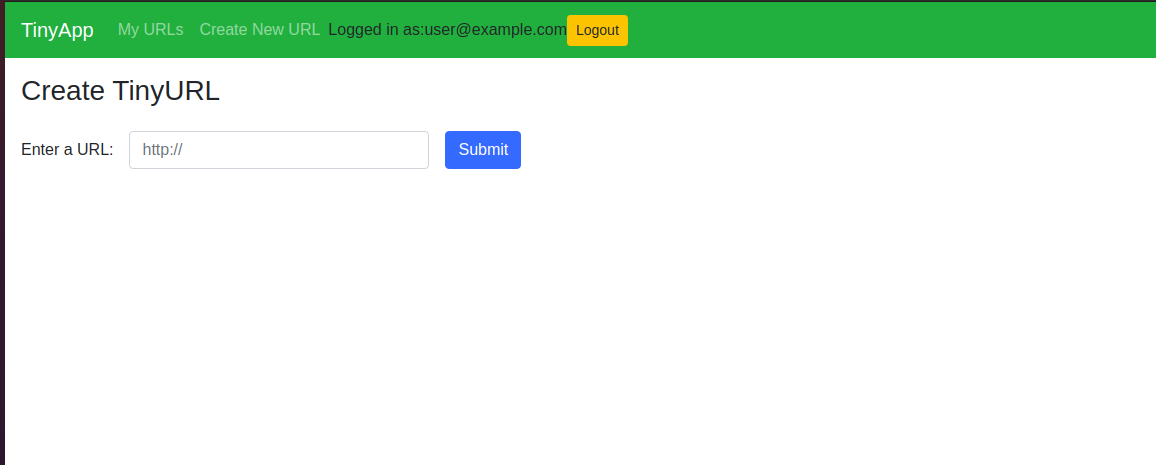 TinyApp My URLs Create New URL Logged in as:user@example.com Logout
Create TinyURL
Enter a URL: http:// Submit